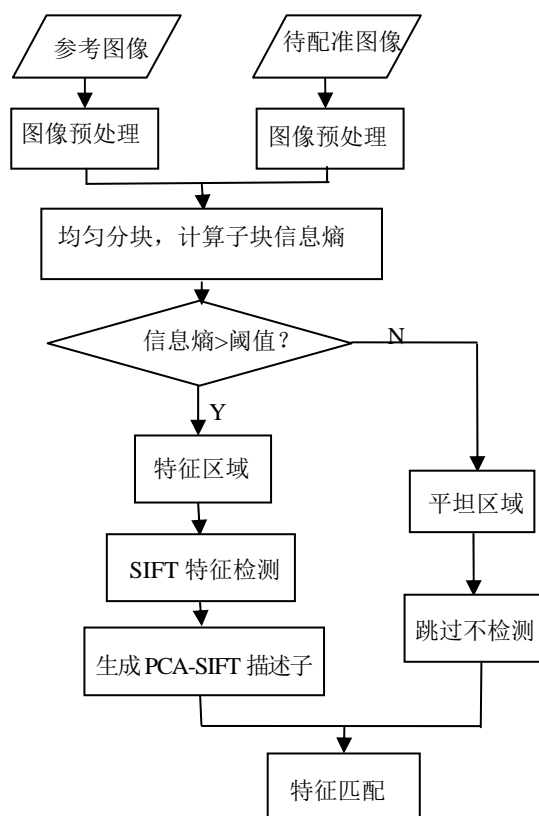 参考图像
待配准图像
图像预处理
图像预处理
均匀分块，计算子块信息熵
信息熵>阈值？
N
Y
特征区域
平坦区域
SIFT 特征检测
跳过不检测
生成 PCA-SIFT 描述子
特征匹配